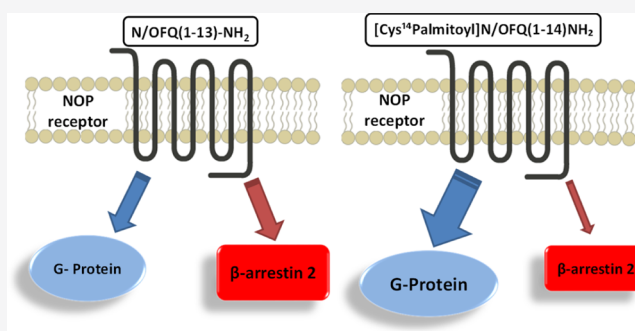 N/OFQ(1-13)-NH₂
NOP
receptor
G- Protein
β-arrestin 2
[Cys¹⁴Palmitoyl]N/OFQ(1-14)NH₂
NOP
receptor
G-Protein
β-arrestin 2